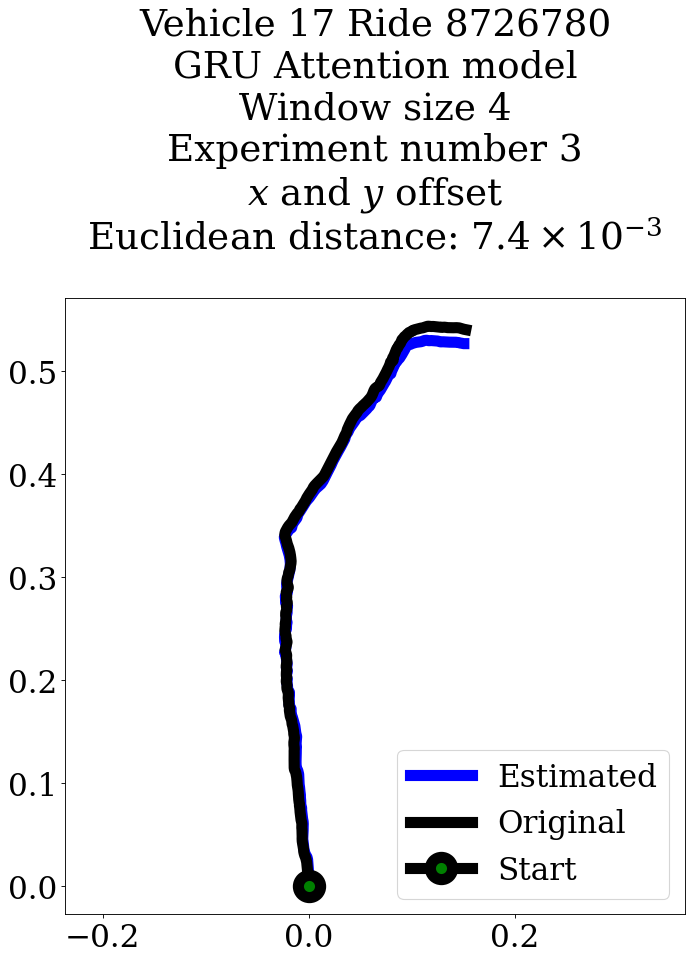 Vehicle 17 Ride 8726780
GRU Attention model
Window size 4
Experiment number 3
x and y offset
Euclidean distance: 7.4 × 10⁻³
0.5
0.4
0.3
0.2
0.1
0.0
−0.2
0.0
0.2
Estimated
Original
Start